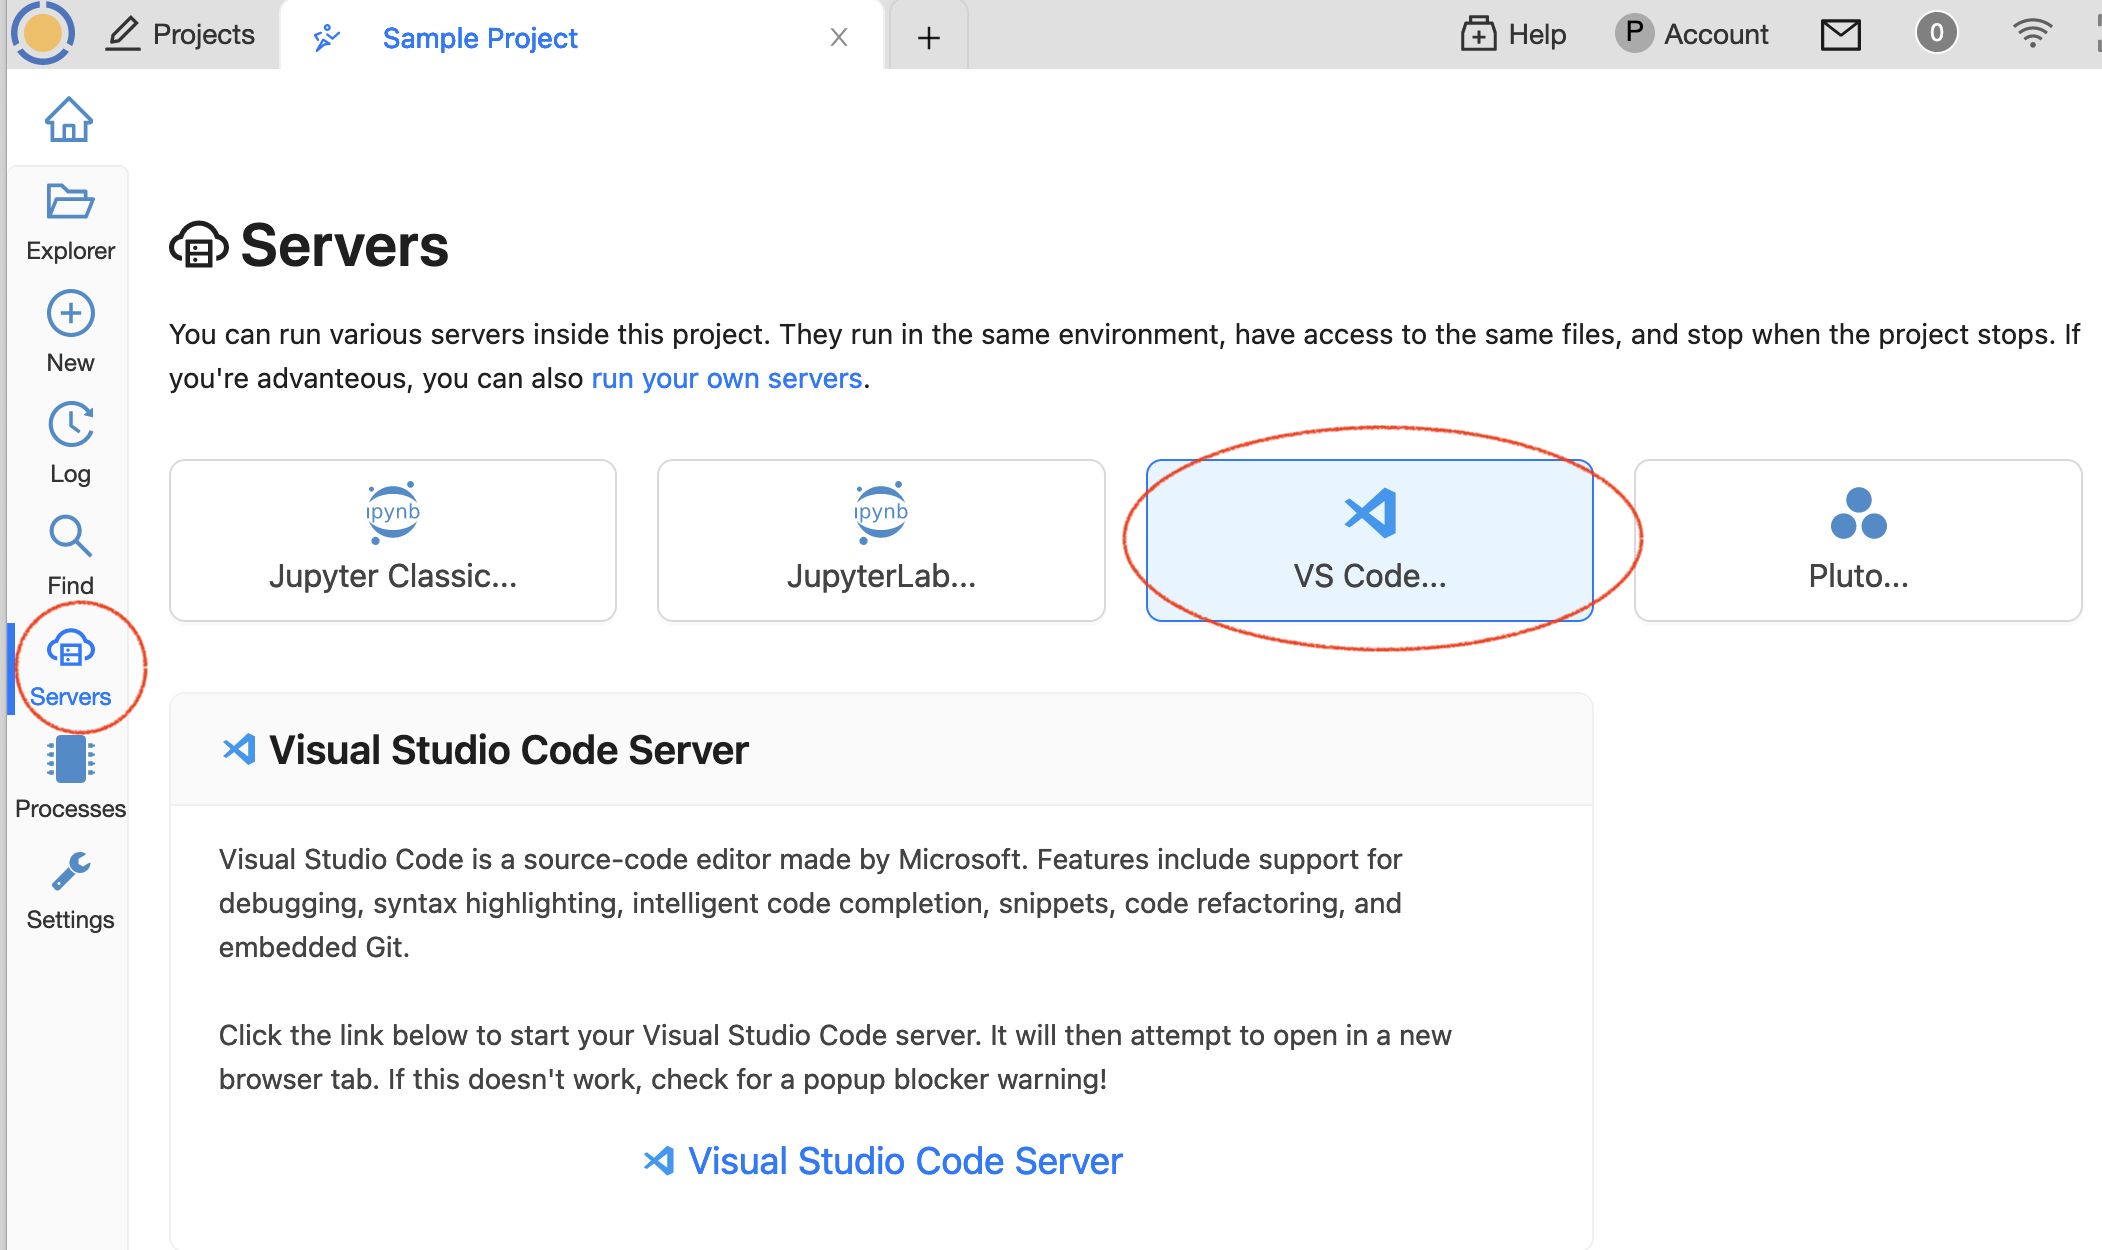 Projects
Sample Project
Help
P Account
0
Explorer
New
Log
Find
Servers
Processes
Settings
Servers
You can run various servers inside this project. They run in the same environment, have access to the same files, and stop when the project stops. If
you're advanteous, you can also run your own servers.
ipynb
Jupyter Classic...
ipynb
JupyterLab...
VS Code...
Pluto...
Visual Studio Code Server
Visual Studio Code is a source-code editor made by Microsoft. Features include support for
debugging, syntax highlighting, intelligent code completion, snippets, code refactoring, and
embedded Git.
Click the link below to start your Visual Studio Code server. It will then attempt to open in a new
browser tab. If this doesn't work, check for a popup blocker warning!
Visual Studio Code Server